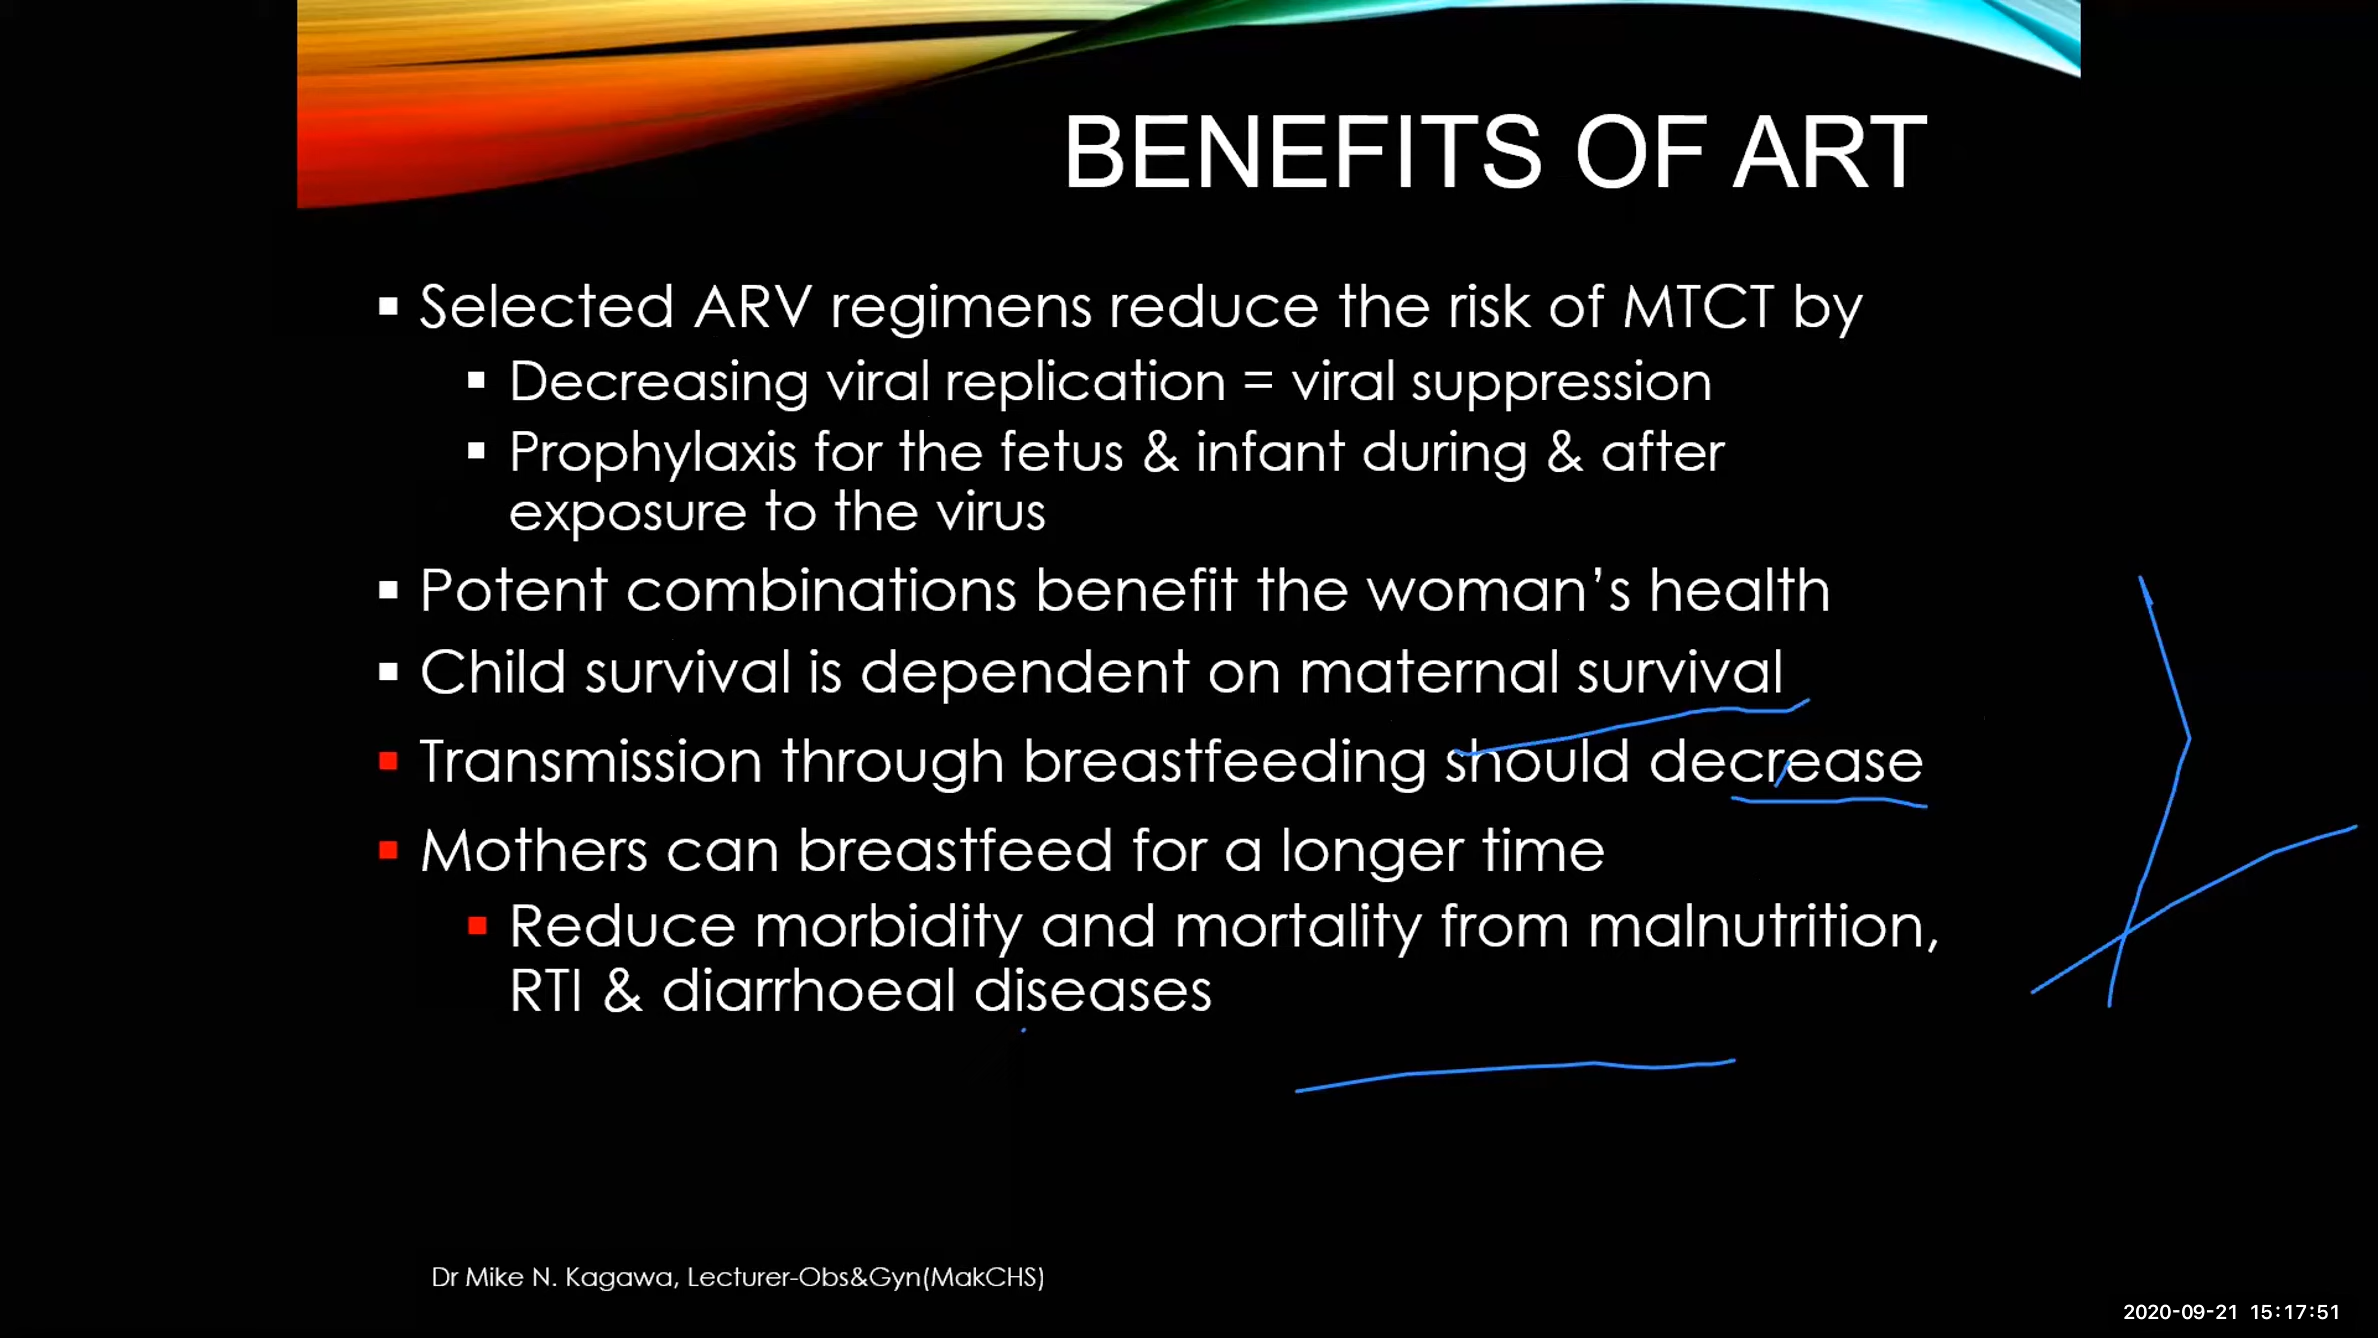 BENEFITS OF ART
▪ Selected ARV regimens reduce the risk of MTCT by
▪ Decreasing viral replication = viral suppression
▪ Prophylaxis for the fetus & infant during & after
exposure to the virus
▪ Potent combinations benefit the woman’s health
▪ Child survival is dependent on maternal survival
▪ Transmission through breastfeeding should decrease
▪ Mothers can breastfeed for a longer time
▪ Reduce morbidity and mortality from malnutrition,
RTI & diarrhoeal diseases
Dr Mike N. Kagawa, Lecturer-Obs&Gyn(MakCHS)
2020-09-21 15:17:51